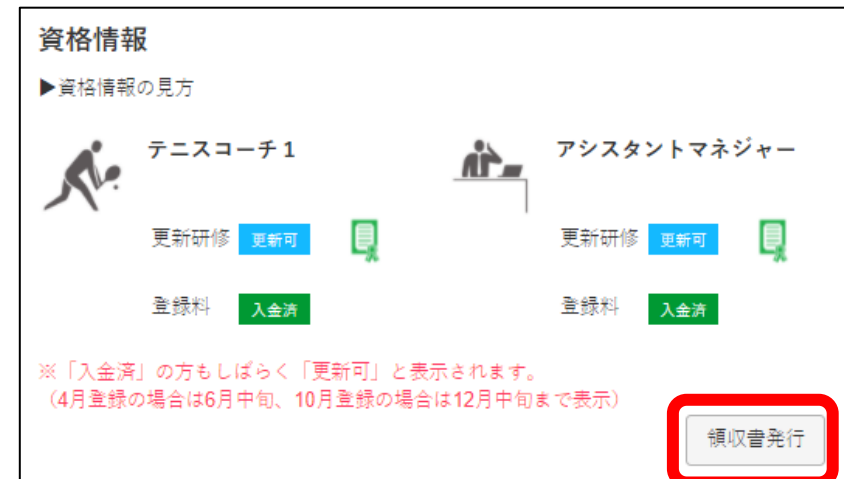 資格情報
▶資格情報の見方
テニスコーチ1
アシスタントマネジャー
更新研修 更新可
更新研修 更新可
登録料 入金済
登録料 入金済
※「入金済」の方もしばらく「更新可」と表示されます。
（4月登録の場合は6月中旬、10月登録の場合は12月中旬まで表示）
領収書発行